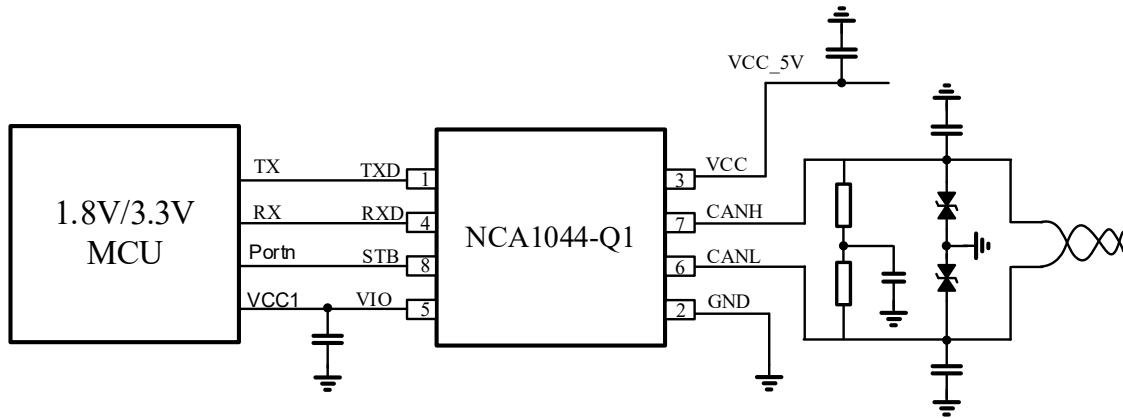 VCC_5V
1.8V/3.3V
MCU
TX
RX
Portn
VCC1
TXD
RXD
STB
VIO
1
4
8
5
NCA1044-Q1
3
7
6
2
VCC
CANH
CANL
GND